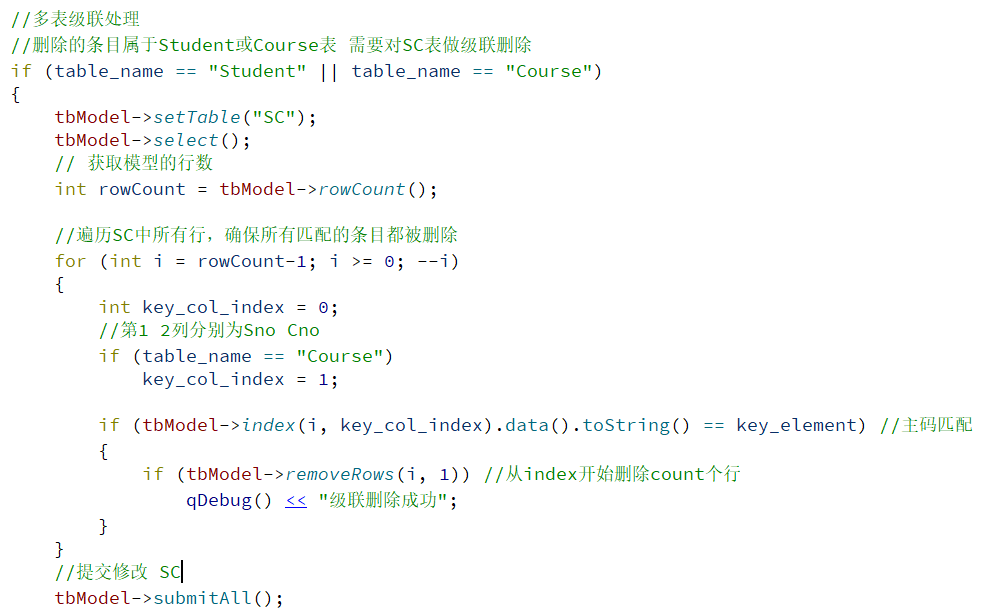 //多表级联处理
//删除的条目属于Student或Course表 需要对SC表做级联删除
if (table_name == "Student" || table_name == "Course")
{
    tbModel->setTable("SC");
    tbModel->select();
    // 获取模型的行数
    int rowCount = tbModel->rowCount();

    //遍历SC中所有行，确保所有匹配的条目都被删除
    for (int i = rowCount-1; i >= 0; --i)
    {
        int key_col_index = 0;
        //第1 2列分别为Sno Cno
        if (table_name == "Course")
            key_col_index = 1;

        if (tbModel->index(i, key_col_index).data().toString() == key_element) //主码匹配
        {
            if (tbModel->removeRows(i, 1)) //从index开始删除count个行
                qDebug() << "级联删除成功";
        }
    }
    //提交修改 SC
    tbModel->submitAll();